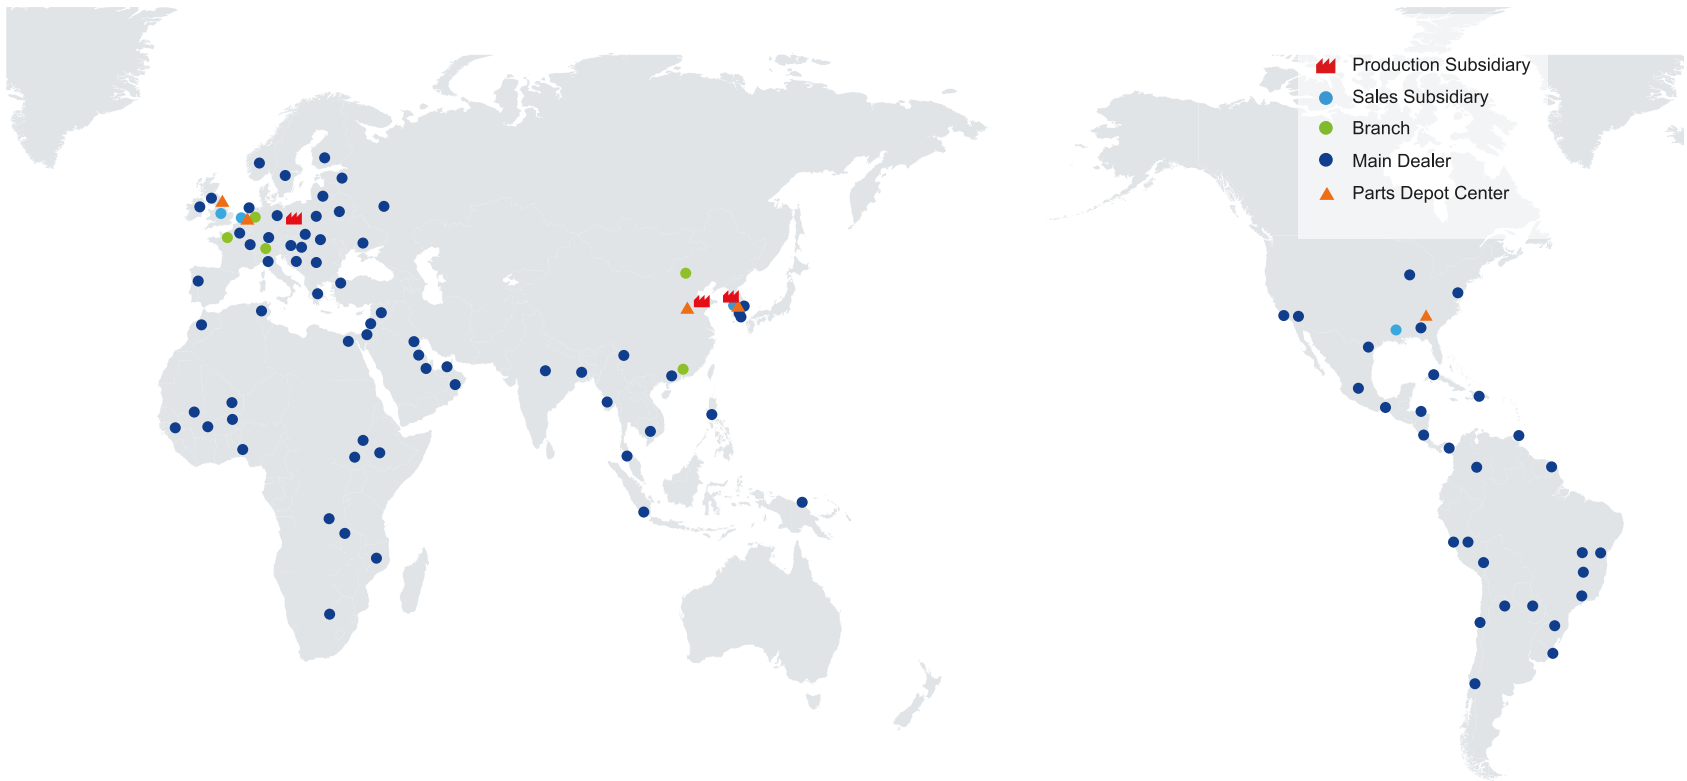 Production Subsidiary
Sales Subsidiary
Branch
Main Dealer
Parts Depot Center